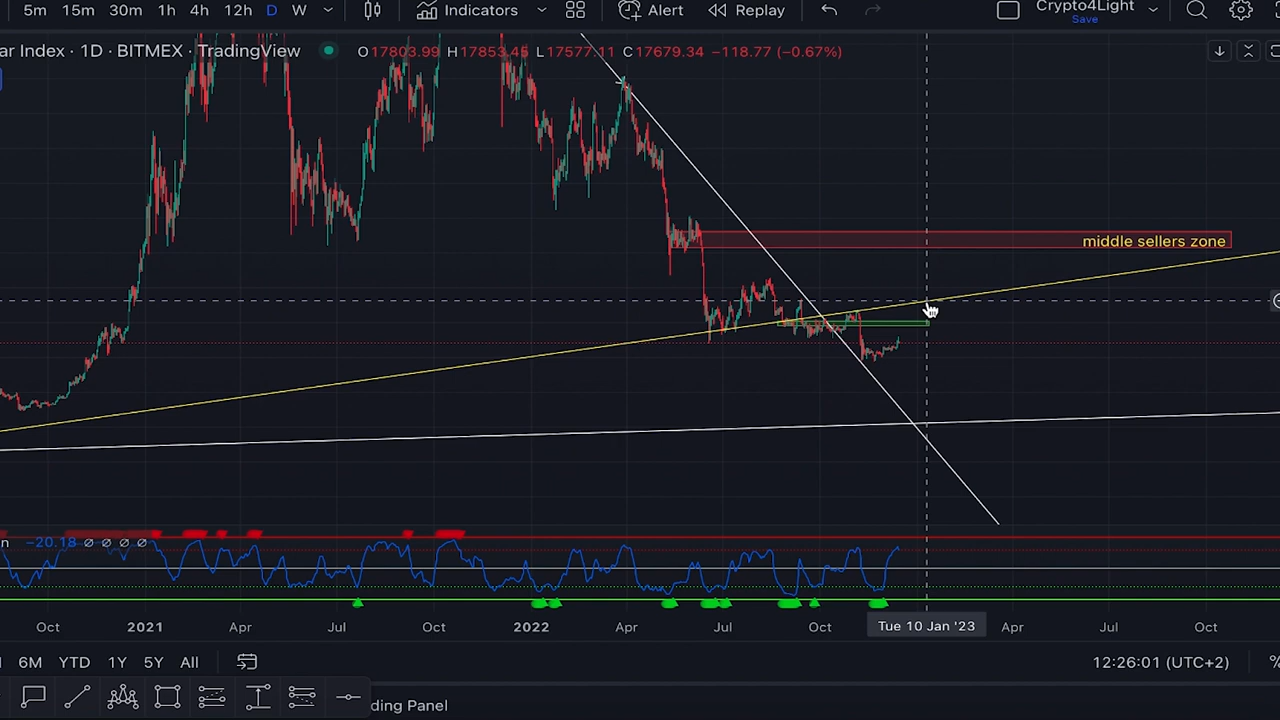 5m 15m 30m 1h 4h 12h D W Indicators Alert Replay Crypto4Light
Save
ar Index · 1D · BITMEX · TradingView O17803.99 H17853.45 L17577.11 C17679.34 −118.77 (−0.67%)
middle sellers zone
n −20.18 ∅ ∅ ∅ ∅
Oct 2021 Apr Jul Oct 2022 Apr Jul Oct Tue 10 Jan '23 Apr Jul Oct
6M YTD 1Y 5Y All 12:26:01 (UTC+2) %
ding Panel